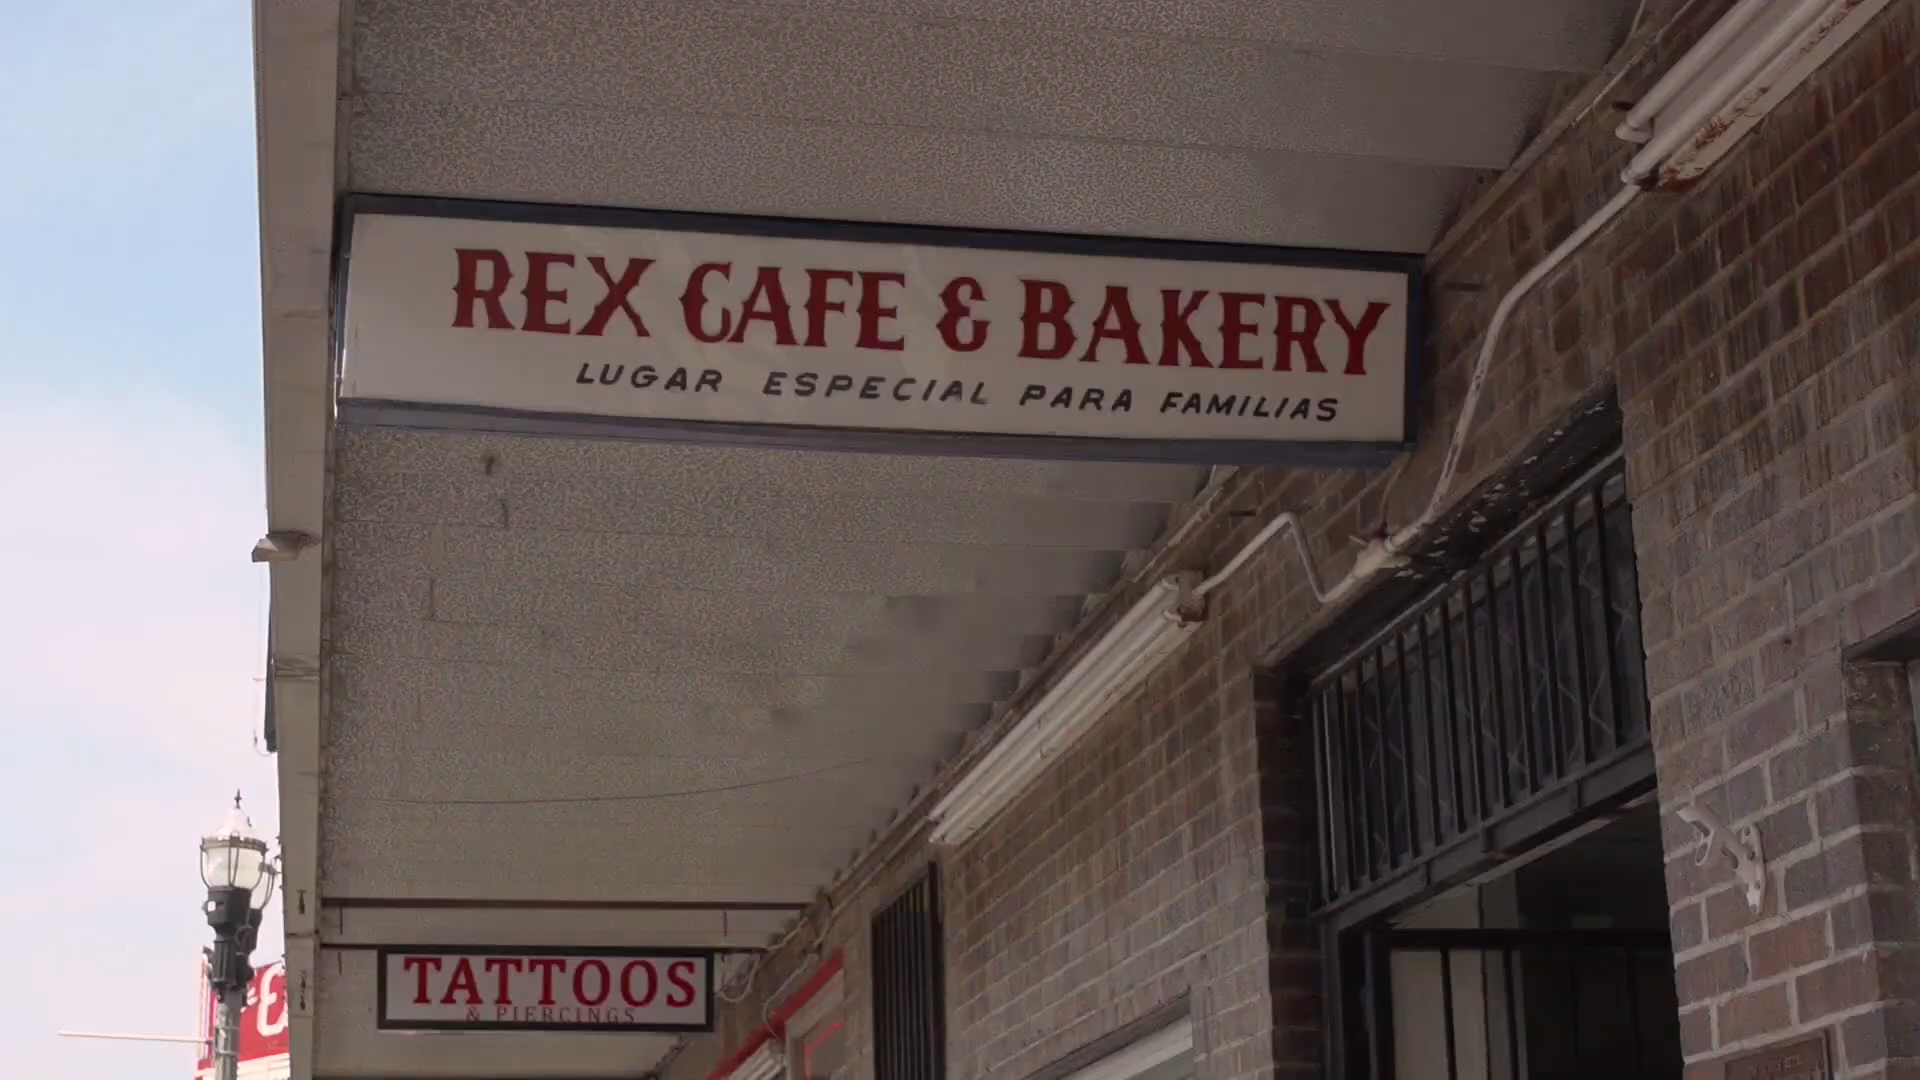 REX CAFE & BAKERY
LUGAR ESPECIAL PARA FAMILIAS
TATTOOS
& PIERCINGS